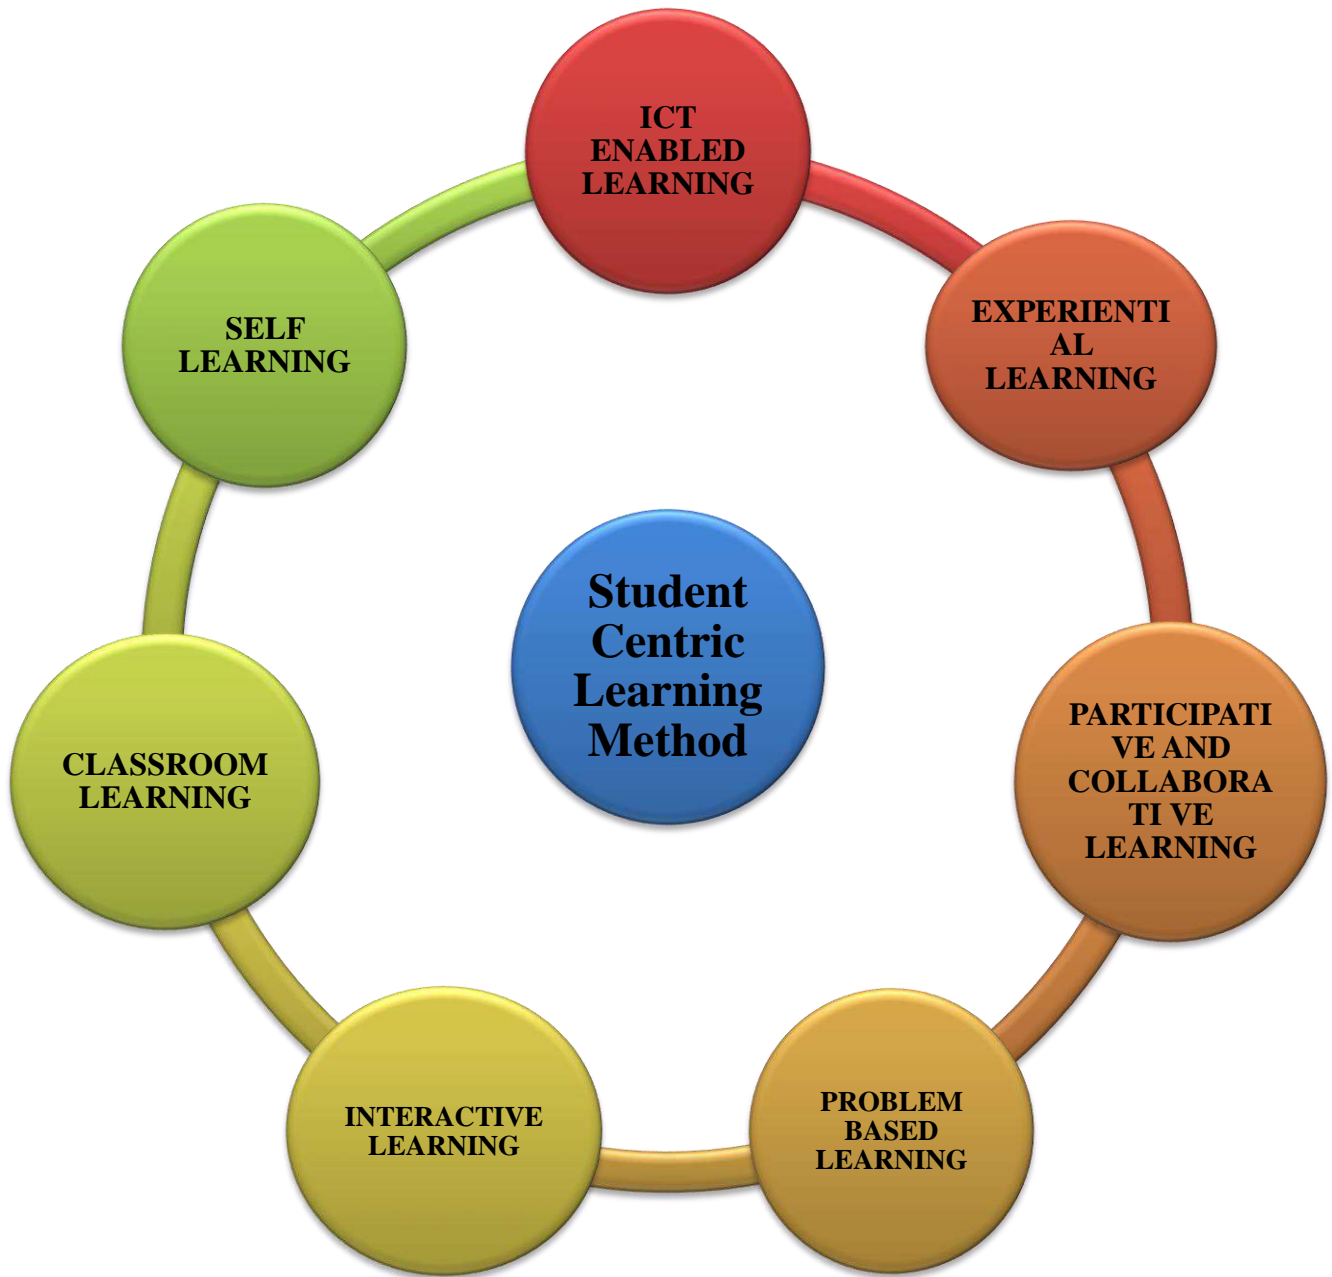 ICT
ENABLED
LEARNING
EXPERIENTI
AL
LEARNING
PARTICIPATI
VE AND
COLLABORA
TI VE
LEARNING
PROBLEM
BASED
LEARNING
INTERACTIVE
LEARNING
CLASSROOM
LEARNING
SELF
LEARNING
Student
Centric
Learning
Method